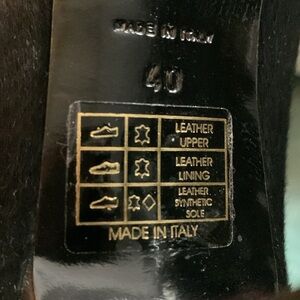 MADE IN ITALY
40
LEATHER
UPPER
LEATHER
LINING
LEATHER
SYNTHETIC
SOLE
MADE IN ITALY